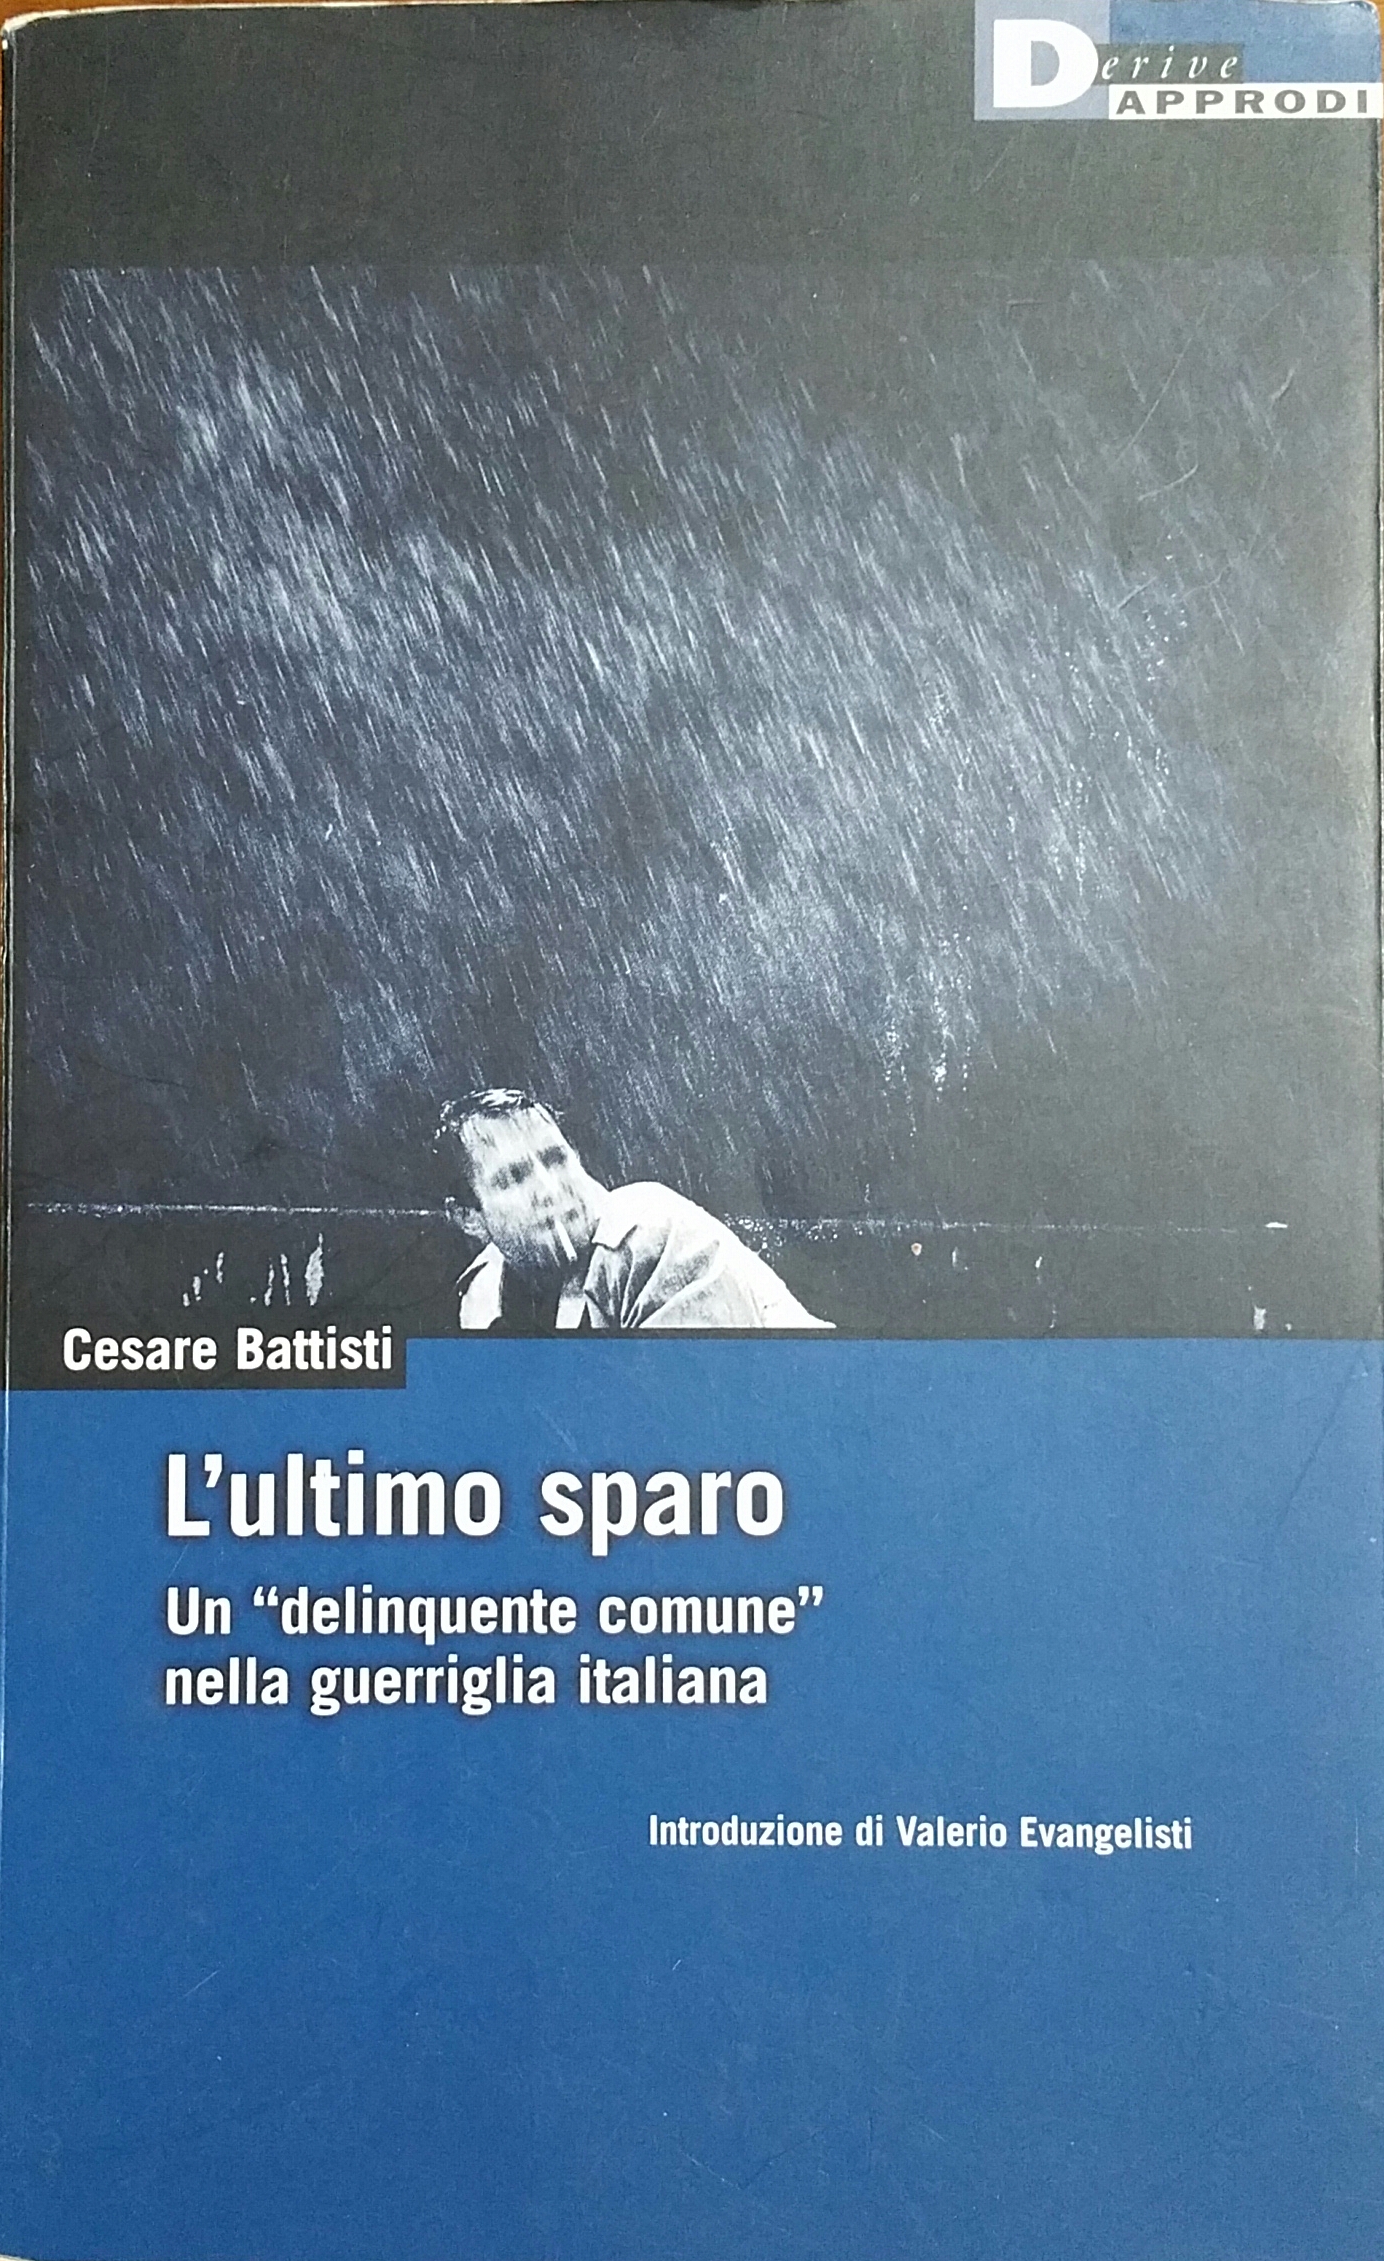 Derive
APPRODI
Cesare Battisti
L'ultimo sparo
Un “delinquente comune”
nella guerriglia italiana
Introduzione di Valerio Evangelisti